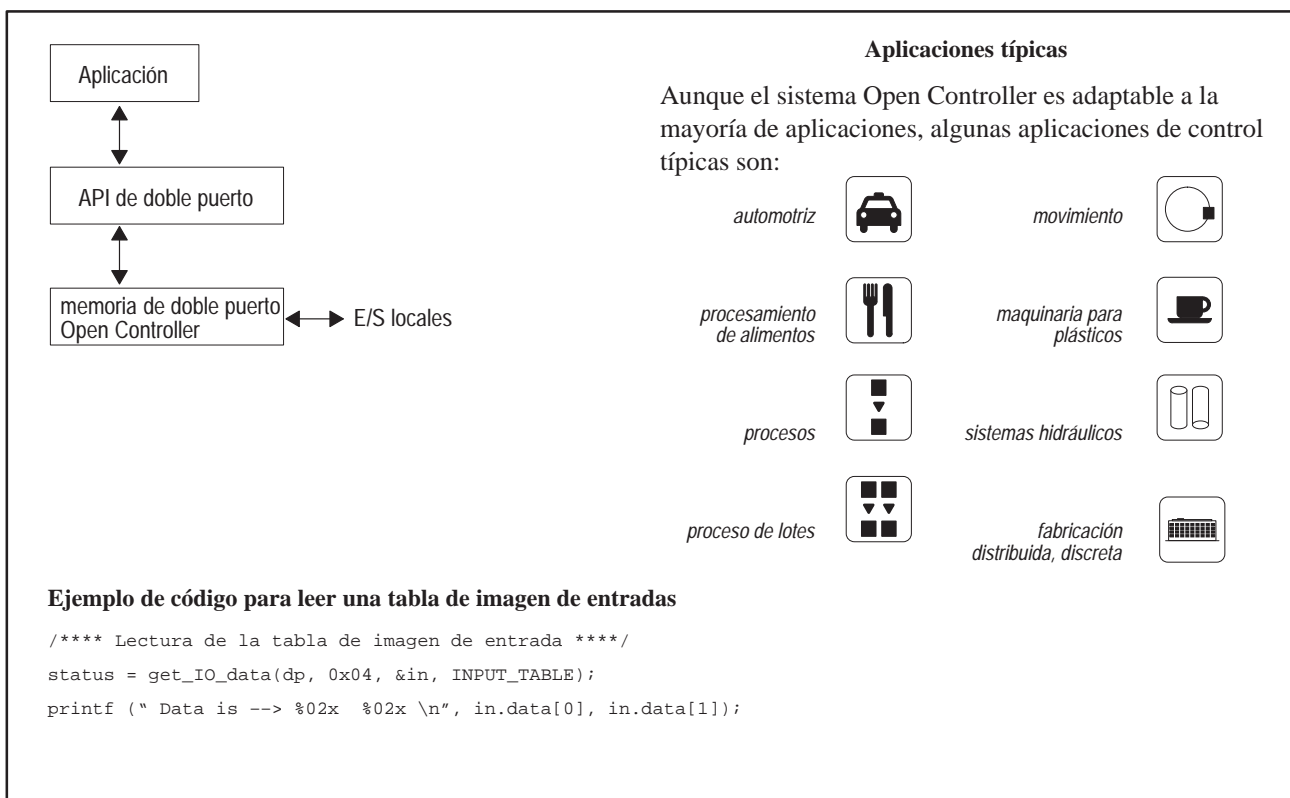 Aplicación
API de doble puerto
memoria de doble puerto
Open Controller
E/S locales
Aplicaciones típicas
Aunque el sistema Open Controller es adaptable a la
mayoría de aplicaciones, algunas aplicaciones de control
típicas son:
automotriz
movimiento
procesamiento
de alimentos
maquinaria para
plásticos
procesos
sistemas hidráulicos
proceso de lotes
fabricación
distribuida, discreta
Ejemplo de código para leer una tabla de imagen de entradas
/**** Lectura de la tabla de imagen de entrada ****/
status = get_IO_data(dp, 0x04, &in, INPUT_TABLE);
printf (“ Data is −−> %02x  %02x \n”, in.data[0], in.data[1]);